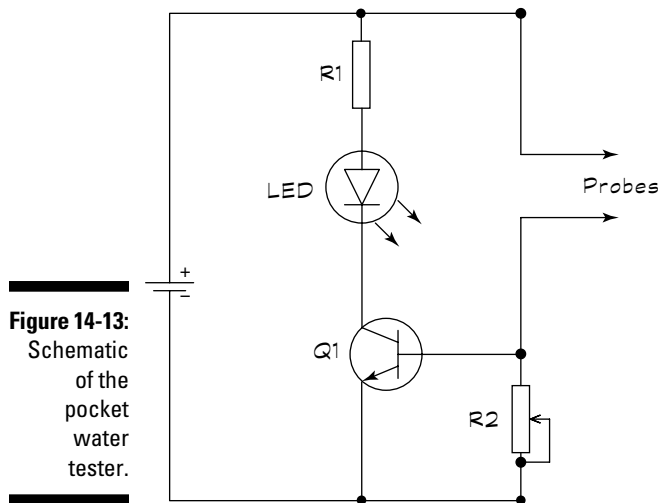 R1
LED
Probes
+
−
Q1
R2
Figure 14-13:
Schematic
of the
pocket
water
tester.